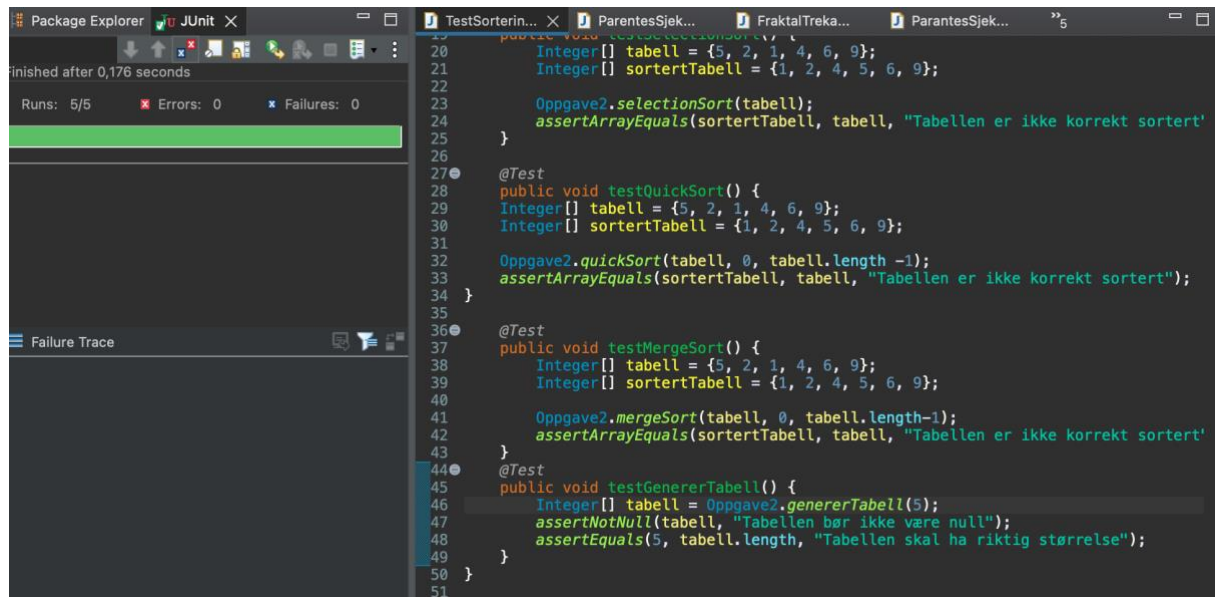 Package Explorer JUnit
Finished after 0,176 seconds
Runs: 5/5 Errors: 0 Failures: 0
Failure Trace
TestSorterin... ParentesSjek... FraktalTreka... ParantesSjek... »5
19 public void testSelectionSort() {
20 Integer[] tabell = {5, 2, 1, 4, 6, 9};
21 Integer[] sortertTabell = {1, 2, 4, 5, 6, 9};
22
23 Oppgave2.selectionSort(tabell);
24 assertArrayEquals(sortertTabell, tabell, "Tabellen er ikke korrekt sortert"
25 }
26
27 @Test
28 public void testQuickSort() {
29 Integer[] tabell = {5, 2, 1, 4, 6, 9};
30 Integer[] sortertTabell = {1, 2, 4, 5, 6, 9};
31
32 Oppgave2.quickSort(tabell, 0, tabell.length -1);
33 assertArrayEquals(sortertTabell, tabell, "Tabellen er ikke korrekt sortert");
34 }
35
36 @Test
37 public void testMergeSort() {
38 Integer[] tabell = {5, 2, 1, 4, 6, 9};
39 Integer[] sortertTabell = {1, 2, 4, 5, 6, 9};
40
41 Oppgave2.mergeSort(tabell, 0, tabell.length-1);
42 assertArrayEquals(sortertTabell, tabell, "Tabellen er ikke korrekt sortert"
43 }
44 @Test
45 public void testGenererTabell() {
46 Integer[] tabell = Oppgave2.genererTabell(5);
47 assertNotNull(tabell, "Tabellen bør ikke være null");
48 assertEquals(5, tabell.length, "Tabellen skal ha riktig størrelse");
49 }
50 }
51